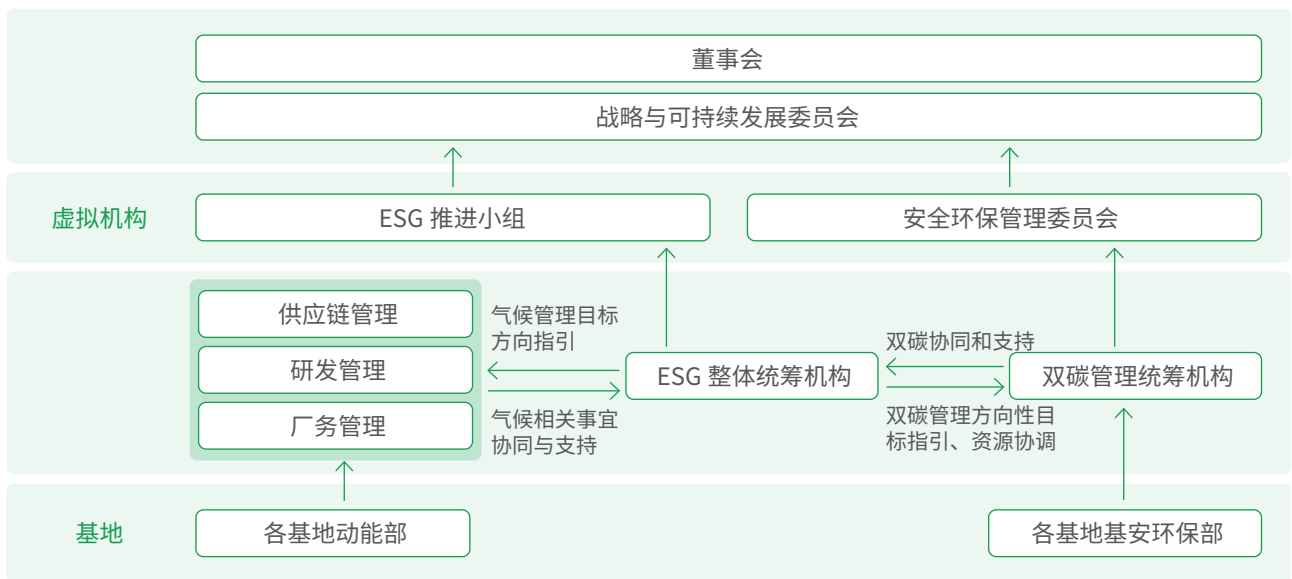 董事会
战略与可持续发展委员会
虚拟机构
ESG 推进小组
安全环保管理委员会
供应链管理
研发管理
厂务管理
气候管理目标
方向指引
气候相关事宜
协同与支持
ESG 整体统筹机构
双碳协同和支持
双碳管理方向性目
标指引、资源协调
双碳管理统筹机构
基地
各基地动能部
各基地基安环保部